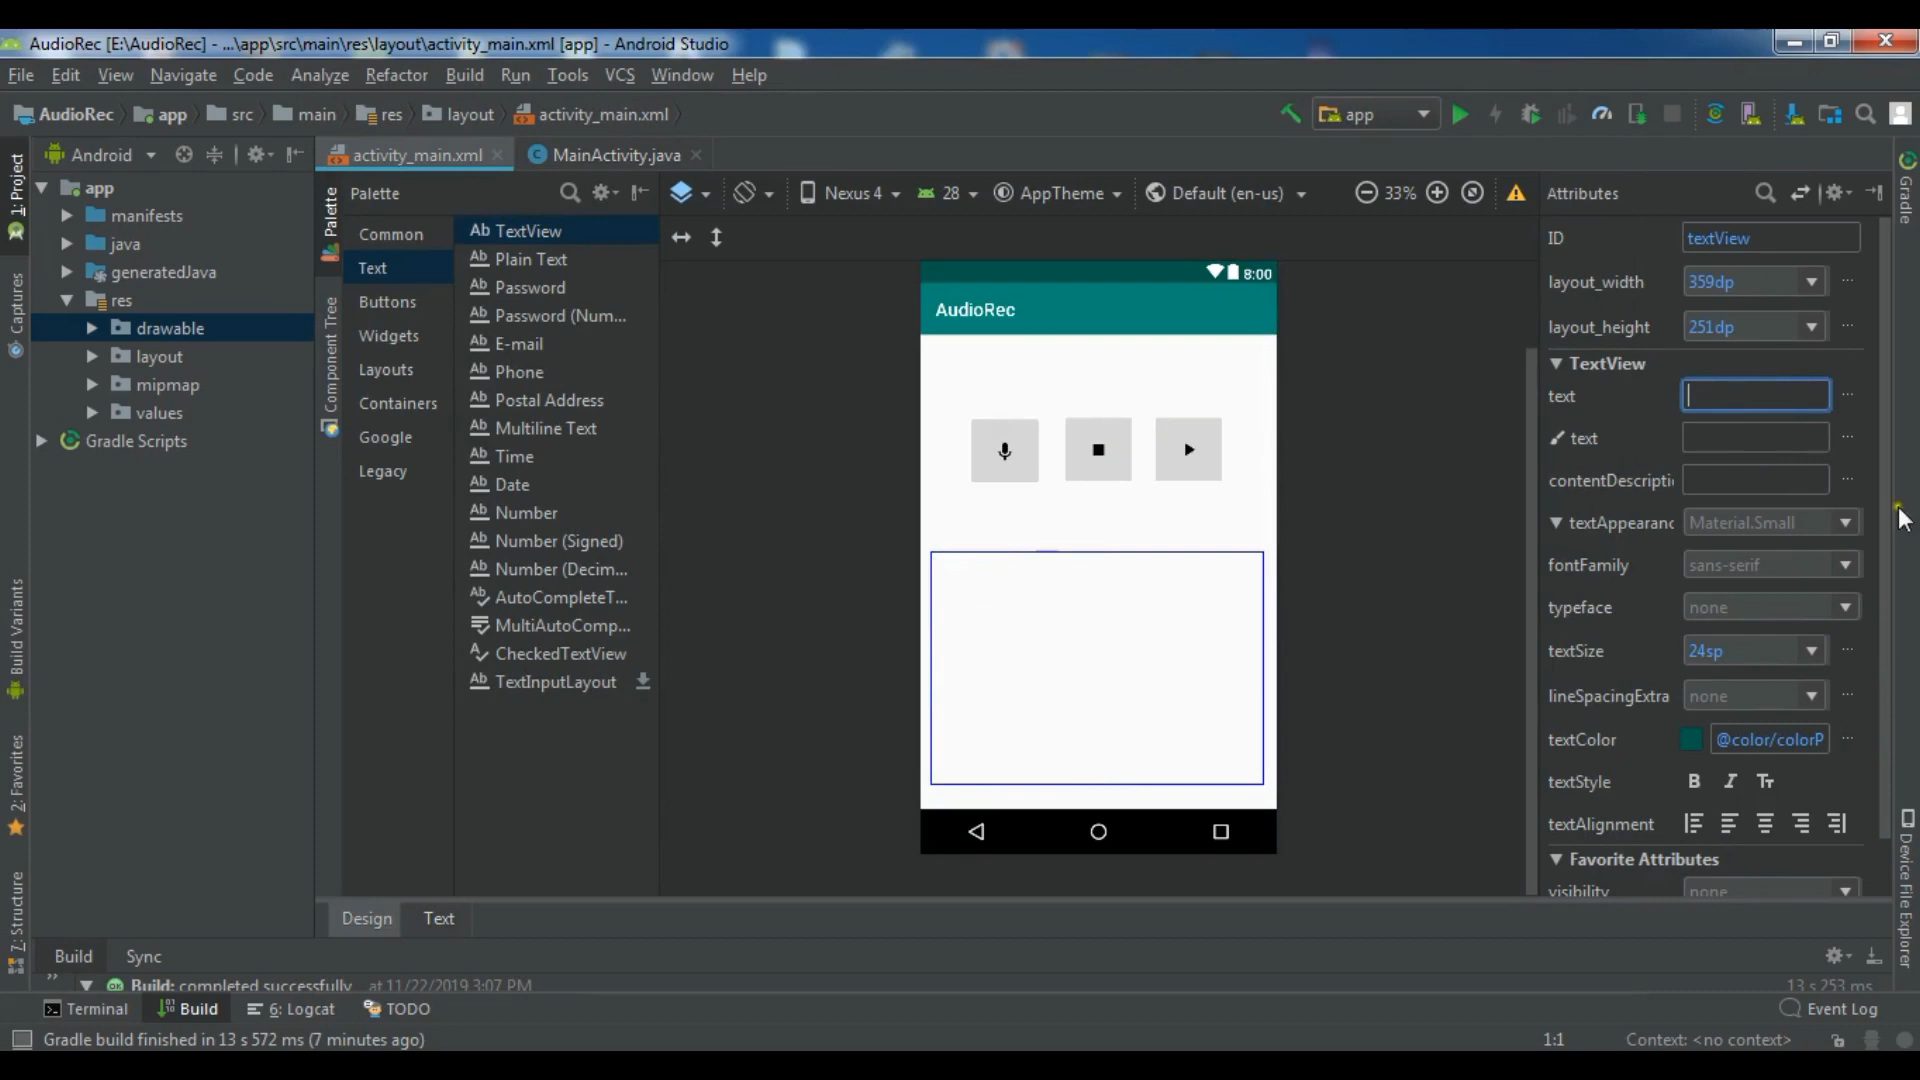 AudioRec [E:\AudioRec] - ...\app\src\main\res\layout\activity_main.xml [app] - Android Studio
File Edit View Navigate Code Analyze Refactor Build Run Tools VCS Window Help
AudioRec app src main res layout activity_main.xml app
Android activity_main.xml MainActivity.java
1: Project
Captures
Build Variants
2: Favorites
7: Structure
app
manifests
java
generatedJava
res
drawable
layout
mipmap
values
Gradle Scripts
Palette
Component Tree
Palette
Common
Text
Buttons
Widgets
Layouts
Containers
Google
Legacy
Ab TextView
Ab Plain Text
Ab Password
Ab Password (Num...
Ab E-mail
Ab Phone
Ab Postal Address
Ab Multiline Text
Ab Time
Ab Date
Ab Number
Ab Number (Signed)
Ab Number (Decim...
Ab AutoCompleteT...
MultiAutoComp...
A CheckedTextView
Ab TextInputLayout
Nexus 4 28 AppTheme Default (en-us) 33%
8:00
AudioRec
Attributes
ID textView
layout_width 359dp ...
layout_height 251dp ...
TextView
text ...
text ...
contentDescripti ...
textAppearanc Material.Small
fontFamily sans-serif
typeface none
textSize 24sp ...
lineSpacingExtra none ...
textColor @color/colorP ...
textStyle B I Tr
textAlignment
Favorite Attributes
visibility none
Gradle
Device File Explorer
Design Text
Build Sync
Build: completed successfully at 11/22/2019 3:07 PM 13 s 253 ms
Terminal Build 6: Logcat TODO Event Log
Gradle build finished in 13 s 572 ms (7 minutes ago) 1:1 Context: <no context>